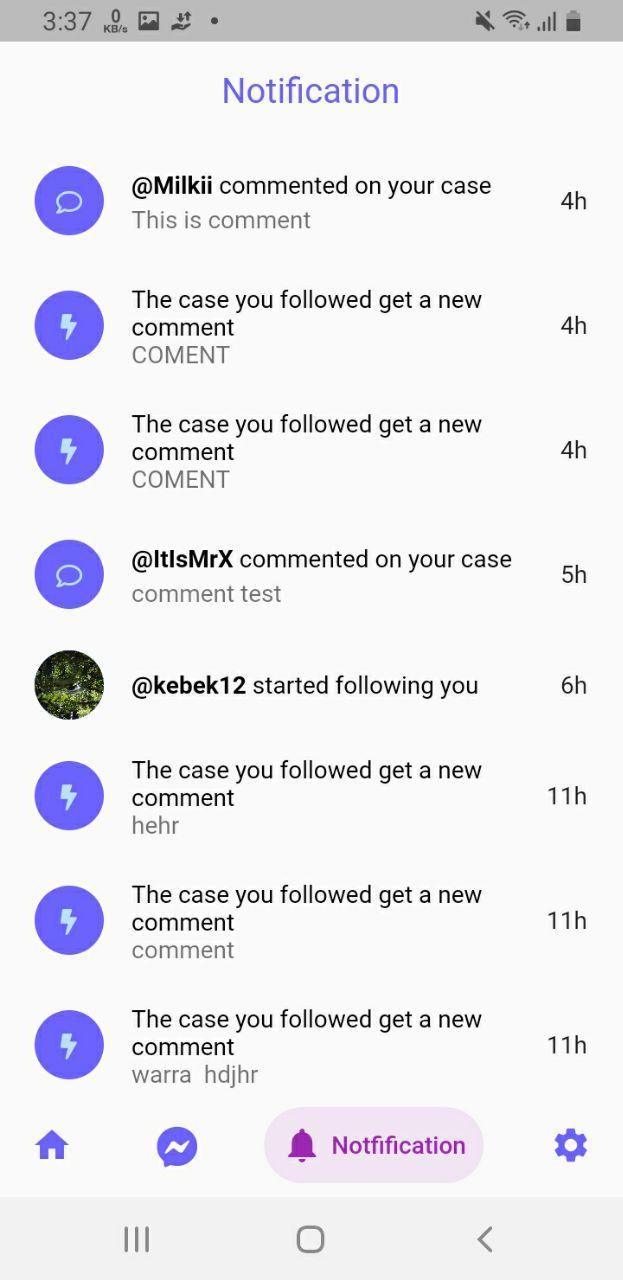 3:37 0 KB/s
Notification
@Milkii commented on your case
This is comment
4h
The case you followed get a new
comment
COMENT
4h
The case you followed get a new
comment
COMENT
4h
@ItIsMrX commented on your case
comment test
5h
@kebek12 started following you
6h
The case you followed get a new
comment
hehr
11h
The case you followed get a new
comment
comment
11h
The case you followed get a new
comment
warra  hdjhr
11h
Notfification